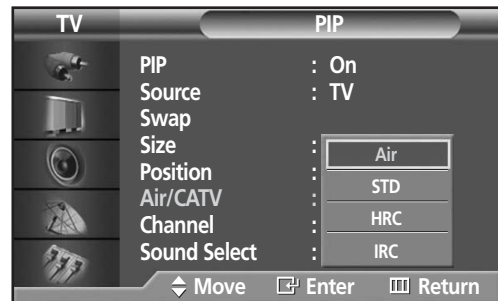 TV PIP
PIP : On
Source : TV
Swap
Size :
Position :
Air/CATV :
Channel :
Sound Select :
Air
STD
HRC
IRC
Move Enter Return